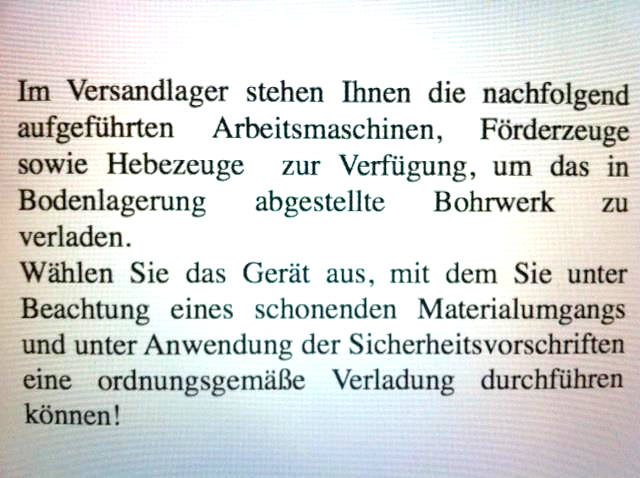 Im Versandlager stehen Ihnen die nachfolgend
aufgeführten Arbeitsmaschinen, Förderzeuge
sowie Hebezeuge zur Verfügung, um das in
Bodenlagerung abgestellte Bohrwerk zu
verladen.
Wählen Sie das Gerät aus, mit dem Sie unter
Beachtung eines schonenden Materialumgangs
und unter Anwendung der Sicherheitsvorschriften
eine ordnungsgemäße Verladung durchführen
können!